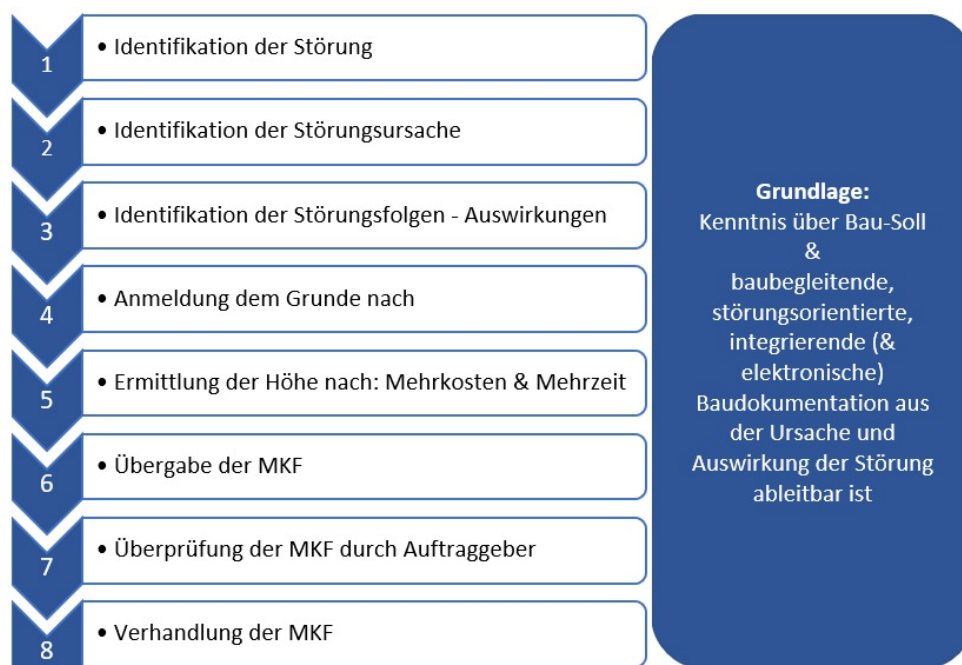 1
• Identifikation der Störung
2
• Identifikation der Störungsursache
3
• Identifikation der Störungsfolgen - Auswirkungen
4
• Anmeldung dem Grunde nach
5
• Ermittlung der Höhe nach: Mehrkosten & Mehrzeit
6
• Übergabe der MKF
7
• Überprüfung der MKF durch Auftraggeber
8
• Verhandlung der MKF
Grundlage:
Kenntnis über Bau-Soll
&
baubegleitende,
störungsorientierte,
integrierende (&
elektronische)
Baudokumentation aus
der Ursache und
Auswirkung der Störung
ableitbar ist